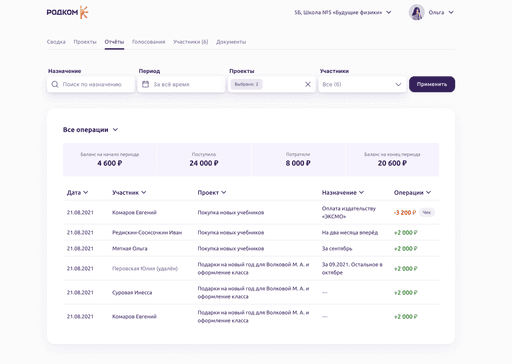 РОДКОМ
5Б, Школа №5 «Будущие физики»
Ольга
Сводка Проекты Отчёты Голосования Участники (6) Документы
Назначение Период Проекты Участники
Поиск по назначению За всё время Выбрано: 2 Все (6) Применить
Все операции
Баланс на начало периода Поступило Потратили Баланс на конец периода
4 600 ₽ 24 000 ₽ 8 000 ₽ 20 600 ₽
Дата Участник Проект Назначение Операции
21.08.2021 Комаров Евгений Покупка новых учебников Оплата издательству «ЭКСМО» -3 200 ₽ Чек
21.08.2021 Редискин-Сосисочкин Иван Покупка новых учебников На два месяца вперёд +2 000 ₽
21.08.2021 Мятная Ольга Покупка новых учебников За сентябрь +2 000 ₽
21.08.2021 Перовская Юлия (удалён) Подарки на новый год для Волковой М. А. и оформление класса За 09.2021. Остальное в октябре +2 000 ₽
21.08.2021 Суровая Инесса Подарки на новый год для Волковой М. А. и оформление класса — +2 000 ₽
21.08.2021 Комаров Евгений Подарки на новый год для Волковой М. А. и оформление класса — +2 000 ₽